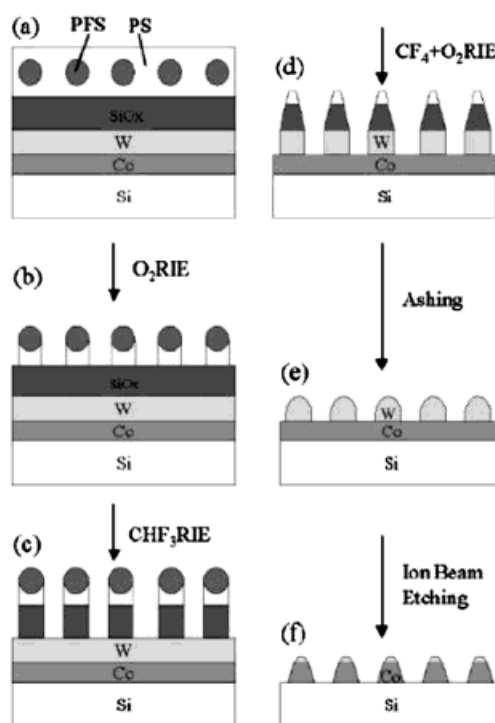 (a)
PFS PS
SiOx
W
Co
Si
O₂RIE
(b)
SiOx
W
Co
Si
CHF₃RIE
(c)
W
Co
Si
(d)
CF₄+O₂RIE
W
Co
Si
Ashing
(e)
W
Co
Si
Ion Beam
Etching
(f)
Co
Si